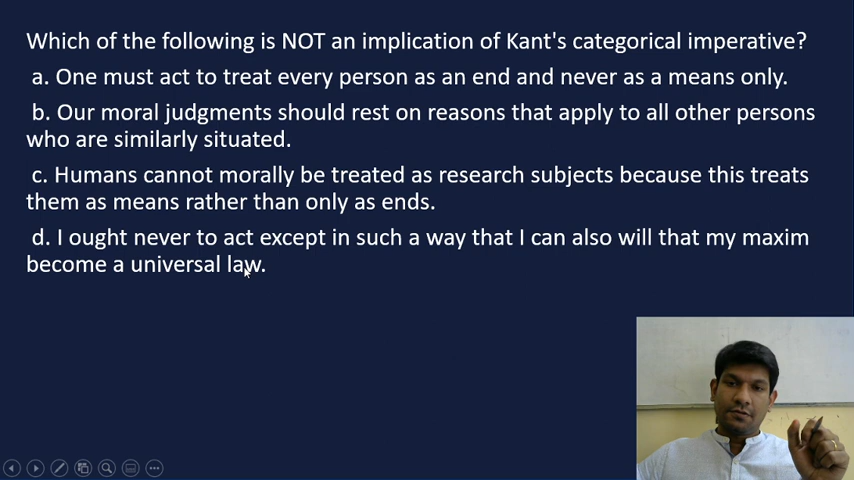 Which of the following is NOT an implication of Kant's categorical imperative?
a. One must act to treat every person as an end and never as a means only.
b. Our moral judgments should rest on reasons that apply to all other persons
who are similarly situated.
c. Humans cannot morally be treated as research subjects because this treats
them as means rather than only as ends.
d. I ought never to act except in such a way that I can also will that my maxim
become a universal law.